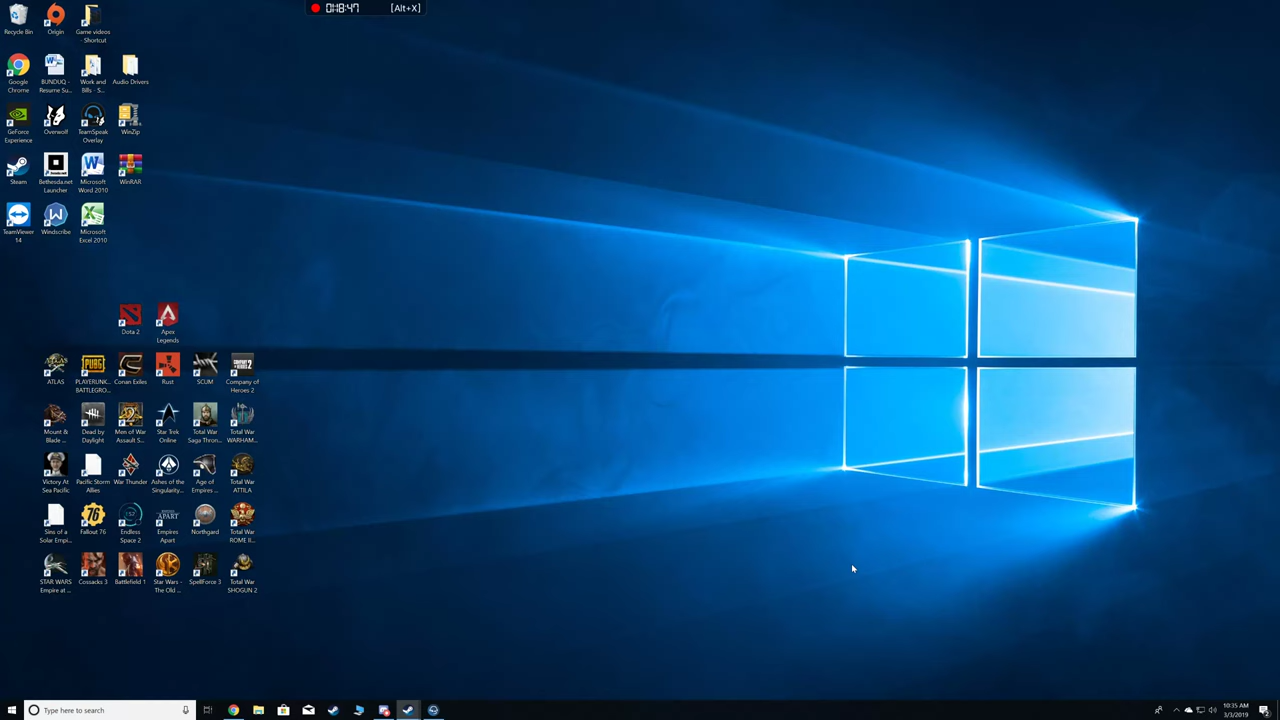 01:18:47 [Alt+X]
Recycle Bin
Origin
Game videos
- Shortcut
Google
Chrome
BUNDUQ -
Resume Su...
Work and
Bills - S...
Audio Drivers
GeForce
Experience
Overwolf
TeamSpeak
Overlay
WinZip
Steam
Bethesda.net
Launcher
Microsoft
Word 2010
WinRAR
TeamViewer
14
Windscribe
Microsoft
Excel 2010
Dota 2
Apex
Legends
ATLAS
PLAYERUNK...
BATTLEGRO...
Conan Exiles
Rust
SCUM
Company of
Heroes 2
Mount &
Blade ...
Dead by
Daylight
Men of War
Assault S...
Star Trek
Online
Total War
Saga Thron...
Total War
WARHAM...
Victory At
Sea Pacific
Pacific Storm
Allies
War Thunder
Ashes of the
Singularity...
Age of
Empires ...
Total War
ATTILA
Sins of a
Solar Empi...
Fallout 76
Endless
Space 2
Empires
Apart
Northgard
Total War
ROME II...
STAR WARS
Empire at ...
Cossacks 3
Battlefield 1
Star Wars -
The Old ...
SpellForce 3
Total War
SHOGUN 2
Type here to search
10:35 AM
3/3/2019